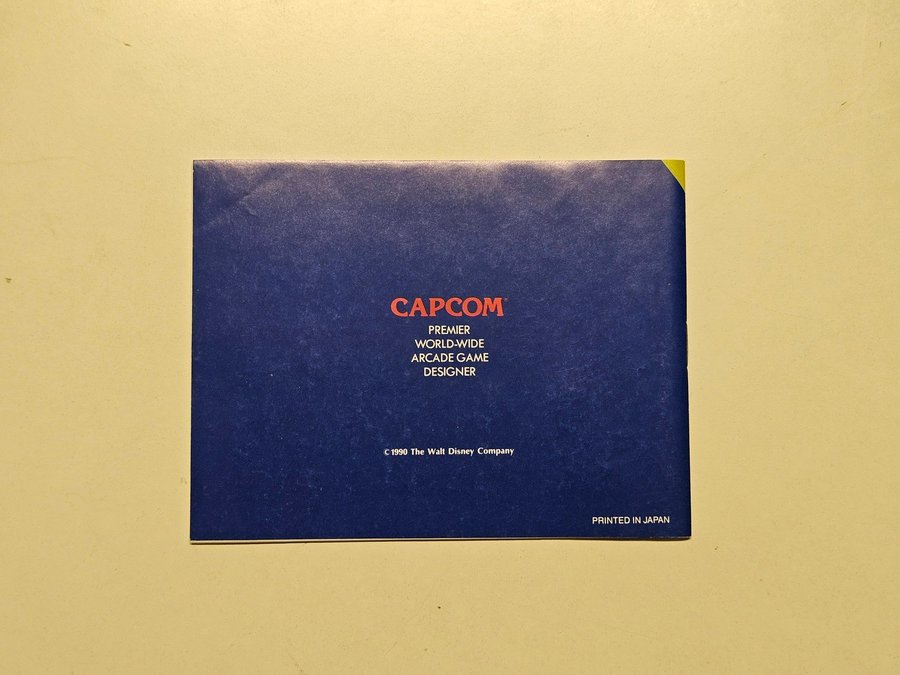 CAPCOM
PREMIER
WORLD-WIDE
ARCADE GAME
DESIGNER
© 1990 The Walt Disney Company
PRINTED IN JAPAN